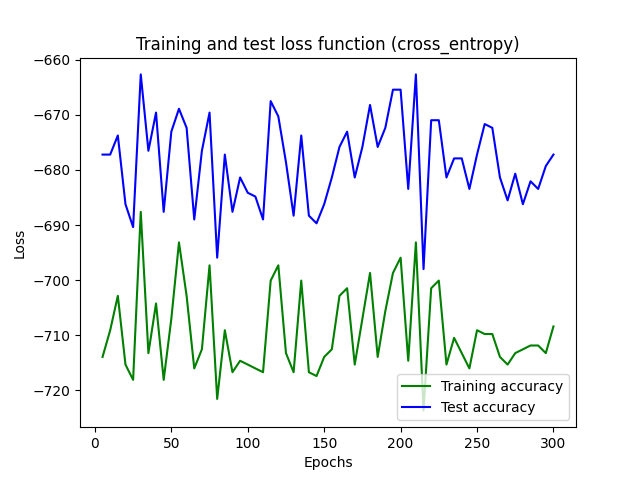 Training and test loss function (cross_entropy)
−660
−670
−680
−690
−700
−710
−720
Loss
0
50
100
150
200
250
300
Epochs
Training accuracy
Test accuracy